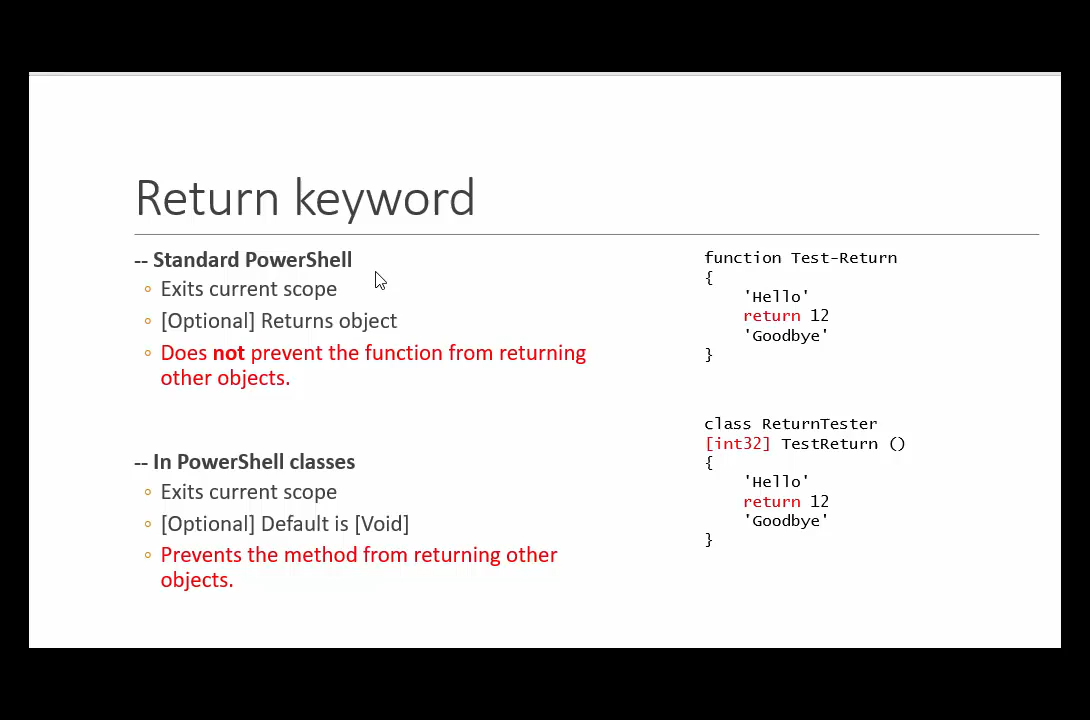 Return keyword
-- Standard PowerShell
◦ Exits current scope
◦ [Optional] Returns object
◦ Does not prevent the function from returning
other objects.
-- In PowerShell classes
◦ Exits current scope
◦ [Optional] Default is [Void]
◦ Prevents the method from returning other
objects.
function Test-Return
{
    'Hello'
    return 12
    'Goodbye'
}
class ReturnTester
[int32] TestReturn ()
{
    'Hello'
    return 12
    'Goodbye'
}